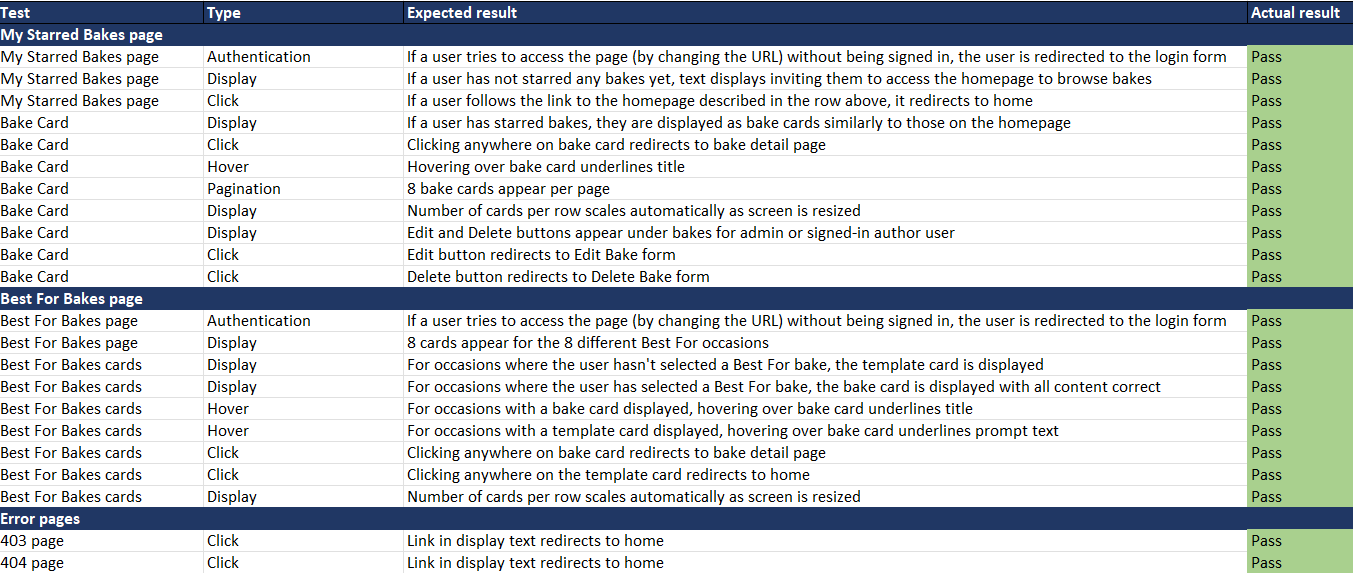 Test Type Expected result Actual result
My Starred Bakes page
My Starred Bakes page Authentication If a user tries to access the page (by changing the URL) without being signed in, the user is redirected to the login form Pass
My Starred Bakes page Display If a user has not starred any bakes yet, text displays inviting them to access the homepage to browse bakes Pass
My Starred Bakes page Click If a user follows the link to the homepage described in the row above, it redirects to home Pass
Bake Card Display If a user has starred bakes, they are displayed as bake cards similarly to those on the homepage Pass
Bake Card Click Clicking anywhere on bake card redirects to bake detail page Pass
Bake Card Hover Hovering over bake card underlines title Pass
Bake Card Pagination 8 bake cards appear per page Pass
Bake Card Display Number of cards per row scales automatically as screen is resized Pass
Bake Card Display Edit and Delete buttons appear under bakes for admin or signed-in author user Pass
Bake Card Click Edit button redirects to Edit Bake form Pass
Bake Card Click Delete button redirects to Delete Bake form Pass
Best For Bakes page
Best For Bakes page Authentication If a user tries to access the page (by changing the URL) without being signed in, the user is redirected to the login form Pass
Best For Bakes page Display 8 cards appear for the 8 different Best For occasions Pass
Best For Bakes cards Display For occasions where the user hasn't selected a Best For bake, the template card is displayed Pass
Best For Bakes cards Display For occasions where the user has selected a Best For bake, the bake card is displayed with all content correct Pass
Best For Bakes cards Hover For occasions with a bake card displayed, hovering over bake card underlines title Pass
Best For Bakes cards Hover For occasions with a template card displayed, hovering over bake card underlines prompt text Pass
Best For Bakes cards Click Clicking anywhere on bake card redirects to bake detail page Pass
Best For Bakes cards Click Clicking anywhere on the template card redirects to home Pass
Best For Bakes cards Display Number of cards per row scales automatically as screen is resized Pass
Error pages
403 page Click Link in display text redirects to home Pass
404 page Click Link in display text redirects to home Pass